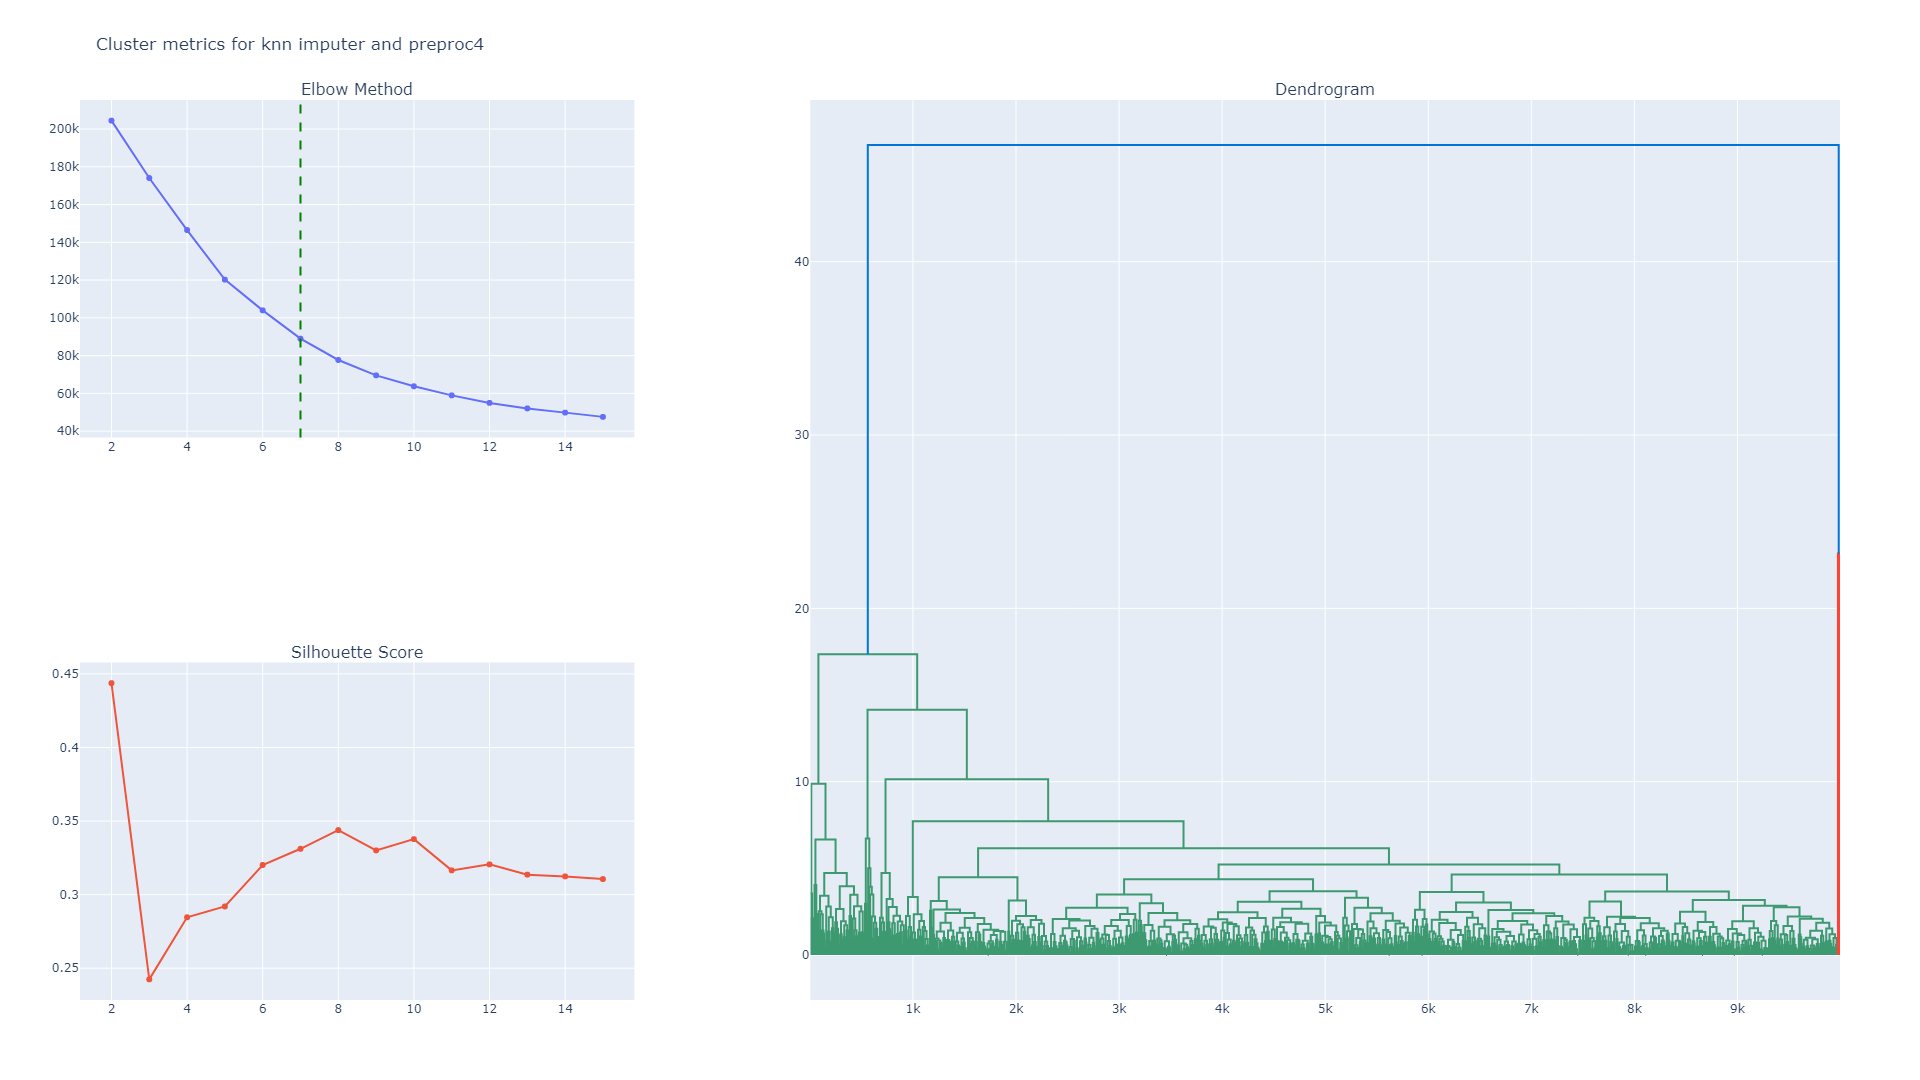 Cluster metrics for knn imputer and preproc4
Elbow Method
200k
180k
160k
140k
120k
100k
80k
60k
40k
2 4 6 8 10 12 14
Silhouette Score
0.45
0.4
0.35
0.3
0.25
2 4 6 8 10 12 14
Dendrogram
40
30
20
10
0
1k 2k 3k 4k 5k 6k 7k 8k 9k